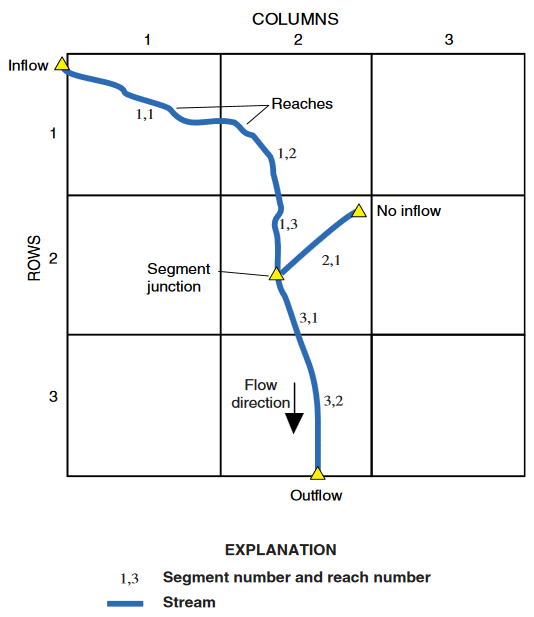 COLUMNS
1 2 3
Inflow
Reaches
1,1
1
1,2
No inflow
1,3
ROWS
2
2,1
Segment
junction
3,1
Flow
direction
3
3,2
Outflow
EXPLANATION
1,3 Segment number and reach number
Stream